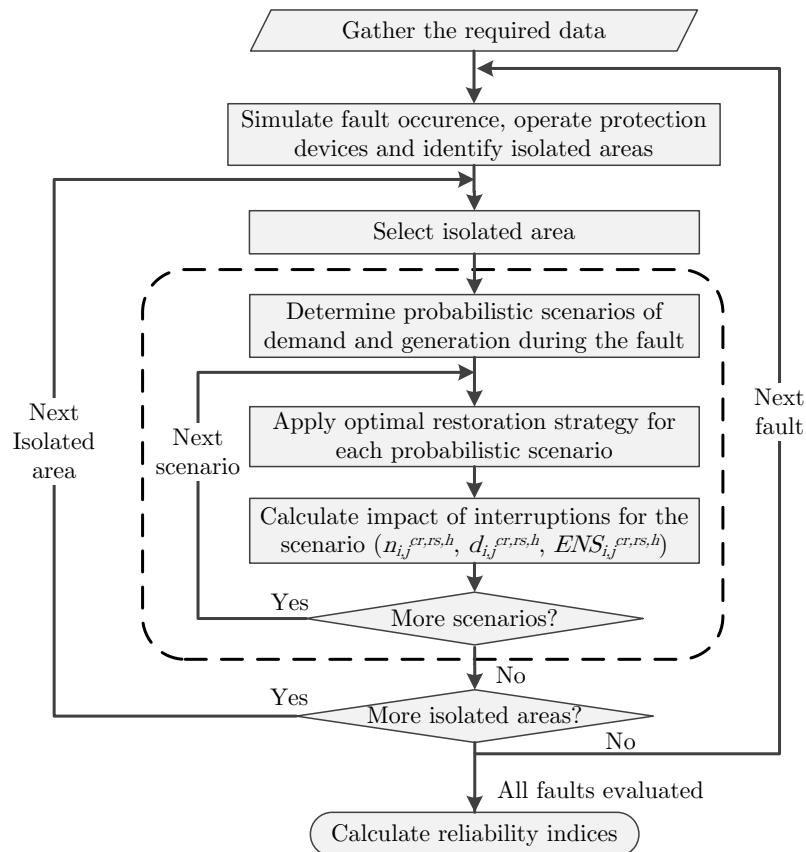 Gather the required data
Simulate fault occurence, operate protection
devices and identify isolated areas
Select isolated area
Determine probabilistic scenarios of
demand and generation during the fault
Next
Isolated
area
Next
scenario
Next
fault
Apply optimal restoration strategy for
each probabilistic scenario
Calculate impact of interruptions for the
scenario (n_{i,j}^{cr,rs,h}, d_{i,j}^{cr,rs,h}, ENS_{i,j}^{cr,rs,h})
Yes
More scenarios?
No
Yes
More isolated areas?
No
All faults evaluated
Calculate reliability indices